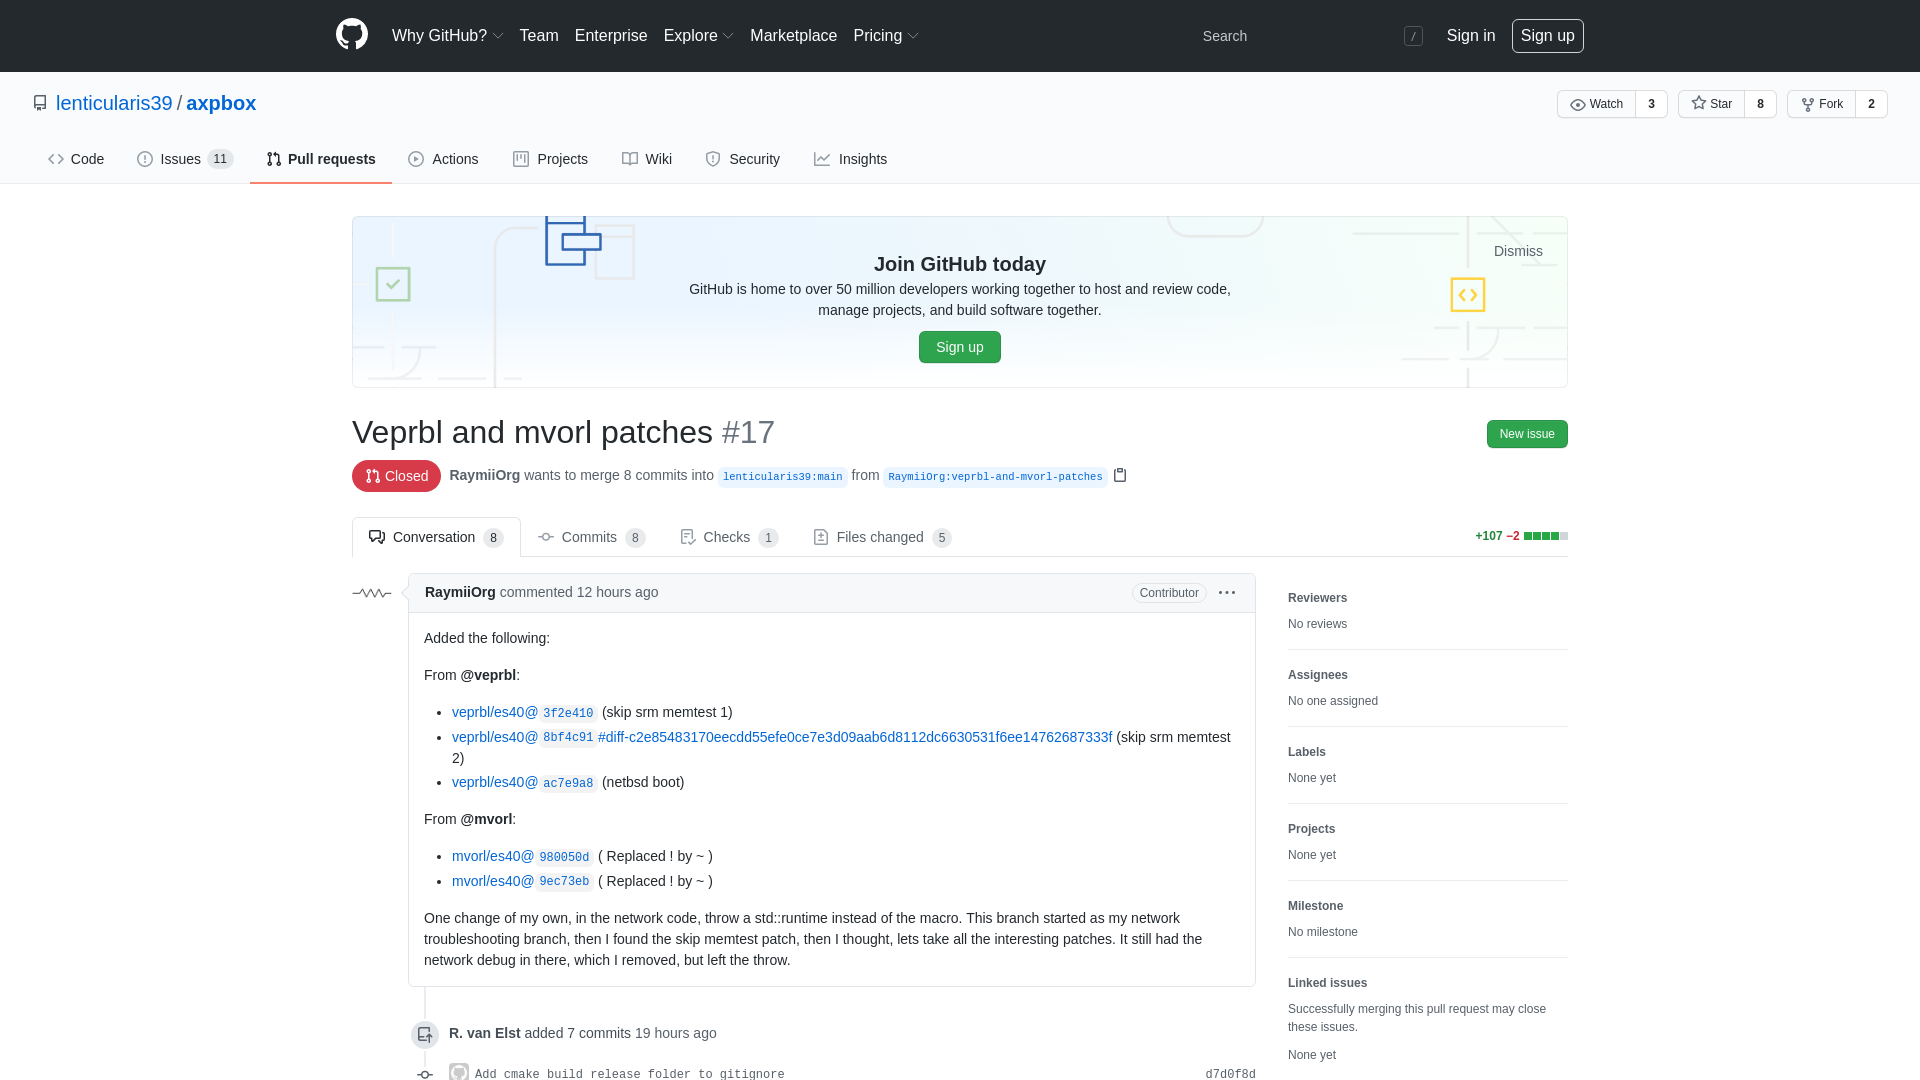 Why GitHub? Team Enterprise Explore Marketplace Pricing Search / Sign in Sign up
lenticularis39 / axpbox Watch 3 Star 8 Fork 2
Code Issues 11 Pull requests Actions Projects Wiki Security Insights
Dismiss
Join GitHub today
GitHub is home to over 50 million developers working together to host and review code,
manage projects, and build software together.
Sign up
Veprbl and mvorl patches #17 New issue
Closed RaymiiOrg wants to merge 8 commits into lenticularis39:main from RaymiiOrg:veprbl-and-mvorl-patches
Conversation 8 Commits 8 Checks 1 Files changed 5 +107 −2
RaymiiOrg commented 12 hours ago Contributor
Added the following:
From @veprbl:
• veprbl/es40@3f2e410 (skip srm memtest 1)
• veprbl/es40@8bf4c91#diff-c2e85483170eecdd55efe0ce7e3d09aab6d8112dc6630531f6ee14762687333f (skip srm memtest
2)
• veprbl/es40@ac7e9a8 (netbsd boot)
From @mvorl:
• mvorl/es40@980050d ( Replaced ! by ~ )
• mvorl/es40@9ec73eb ( Replaced ! by ~ )
One change of my own, in the network code, throw a std::runtime instead of the macro. This branch started as my network
troubleshooting branch, then I found the skip memtest patch, then I thought, lets take all the interesting patches. It still had the
network debug in there, which I removed, but left the throw.
R. van Elst added 7 commits 19 hours ago
Add cmake build release folder to gitignore d7d0f8d
Reviewers
No reviews
Assignees
No one assigned
Labels
None yet
Projects
None yet
Milestone
No milestone
Linked issues
Successfully merging this pull request may close
these issues.
None yet